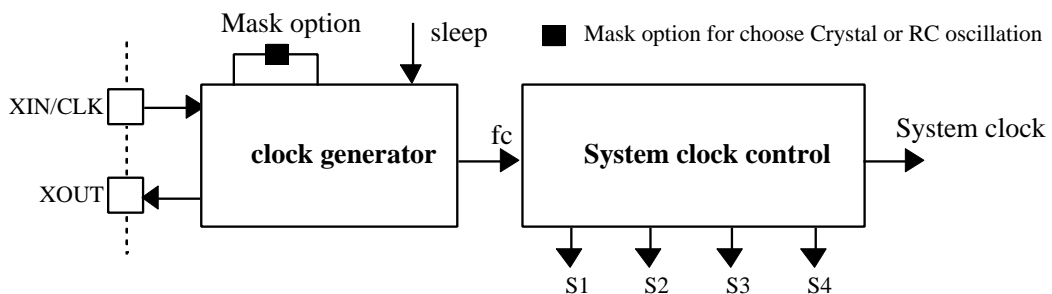 Mask option
sleep
Mask option for choose Crystal or RC oscillation
XIN/CLK
clock generator
fc
System clock control
System clock
XOUT
S1 S2 S3 S4